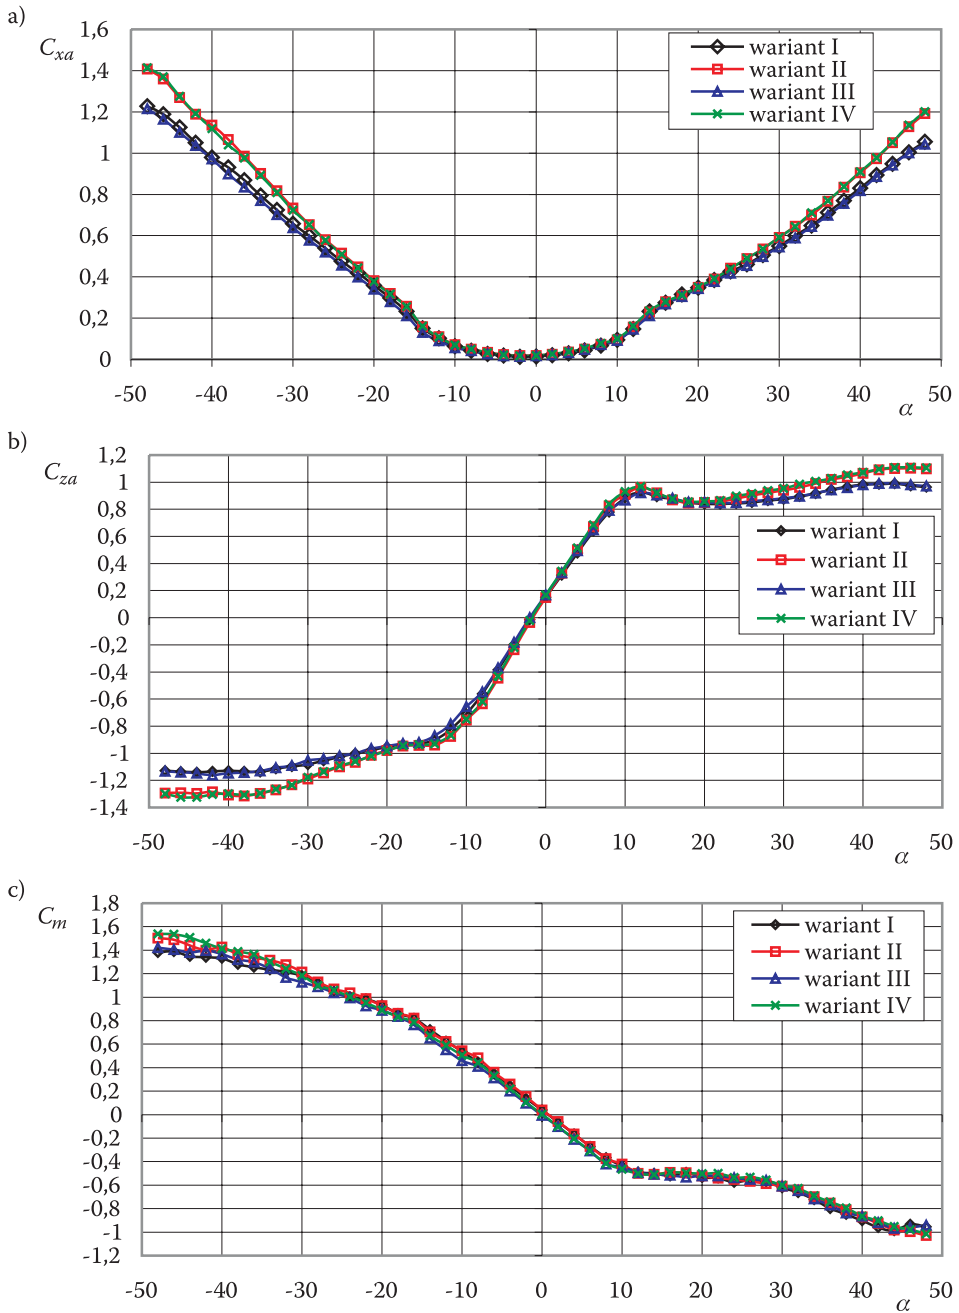 a)
C_xa
1,6
1,4
1,2
1
0,8
0,6
0,4
0,2
0
-50 -40 -30 -20 -10 0 10 20 30 40 50
α
wariant I
wariant II
wariant III
wariant IV
b)
C_za
1,2
1
0,8
0,6
0,4
0,2
0
-0,2
-0,4
-0,6
-0,8
-1
-1,2
-1,4
-50 -40 -30 -20 -10 0 10 20 30 40 50
α
wariant I
wariant II
wariant III
wariant IV
c)
C_m
1,8
1,6
1,4
1,2
1
0,8
0,6
0,4
0,2
0
-0,2
-0,4
-0,6
-0,8
-1
-1,2
-50 -40 -30 -20 -10 0 10 20 30 40 50
α
wariant I
wariant II
wariant III
wariant IV